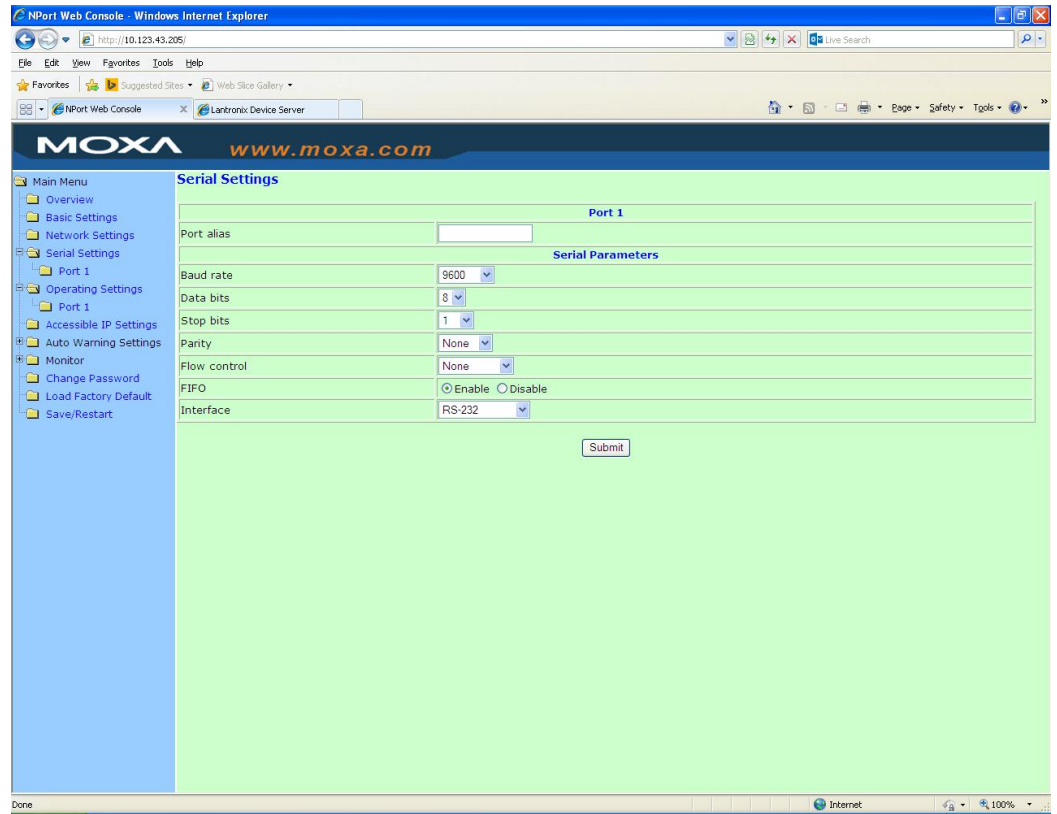 NPort Web Console - Windows Internet Explorer
http://10.123.43.205/
Live Search
File Edit View Favorites Tools Help
Favorites Suggested Sites Web Slice Gallery
NPort Web Console Lantronix Device Server Page Safety Tools »
MOXA www.moxa.com
Main Menu
Overview
Basic Settings
Network Settings
Serial Settings
Port 1
Operating Settings
Port 1
Accessible IP Settings
Auto Warning Settings
Monitor
Change Password
Load Factory Default
Save/Restart
Serial Settings
Port 1
Port alias
Serial Parameters
Baud rate 9600
Data bits 8
Stop bits 1
Parity None
Flow control None
FIFO Enable Disable
Interface RS-232
Submit
Done Internet 100%